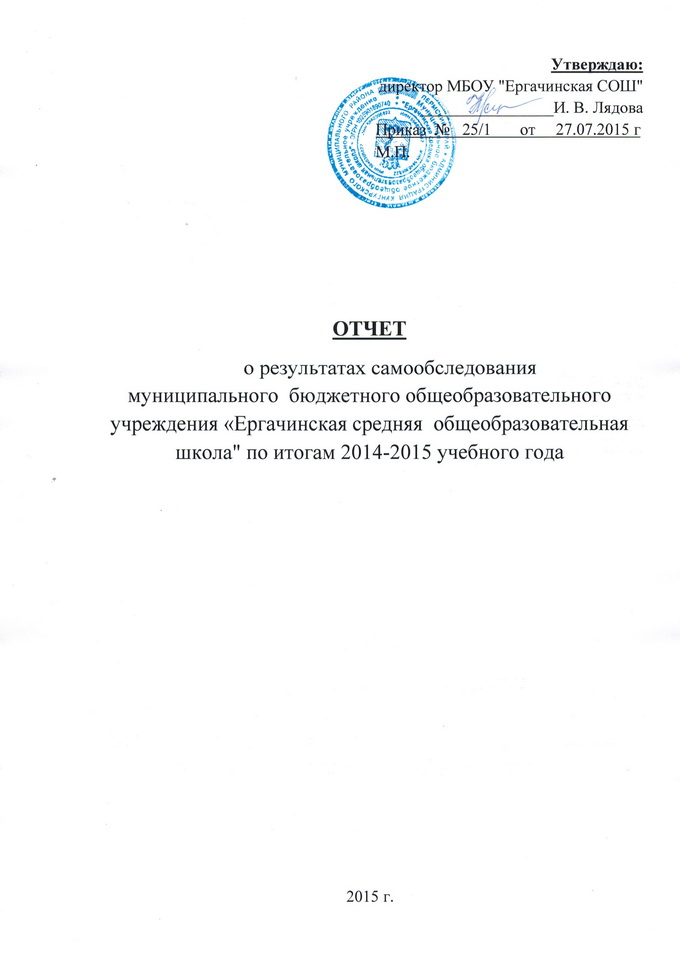 Утверждаю:
директор МБОУ "Ергачинская СОШ"
И. В. Лядова
Приказ № 25/1 от 27.07.2015 г
М.П.
ОТЧЕТ
о результатах самообследования
муниципального бюджетного общеобразовательного
учреждения «Ергачинская средняя общеобразовательная
школа" по итогам 2014-2015 учебного года
2015 г.